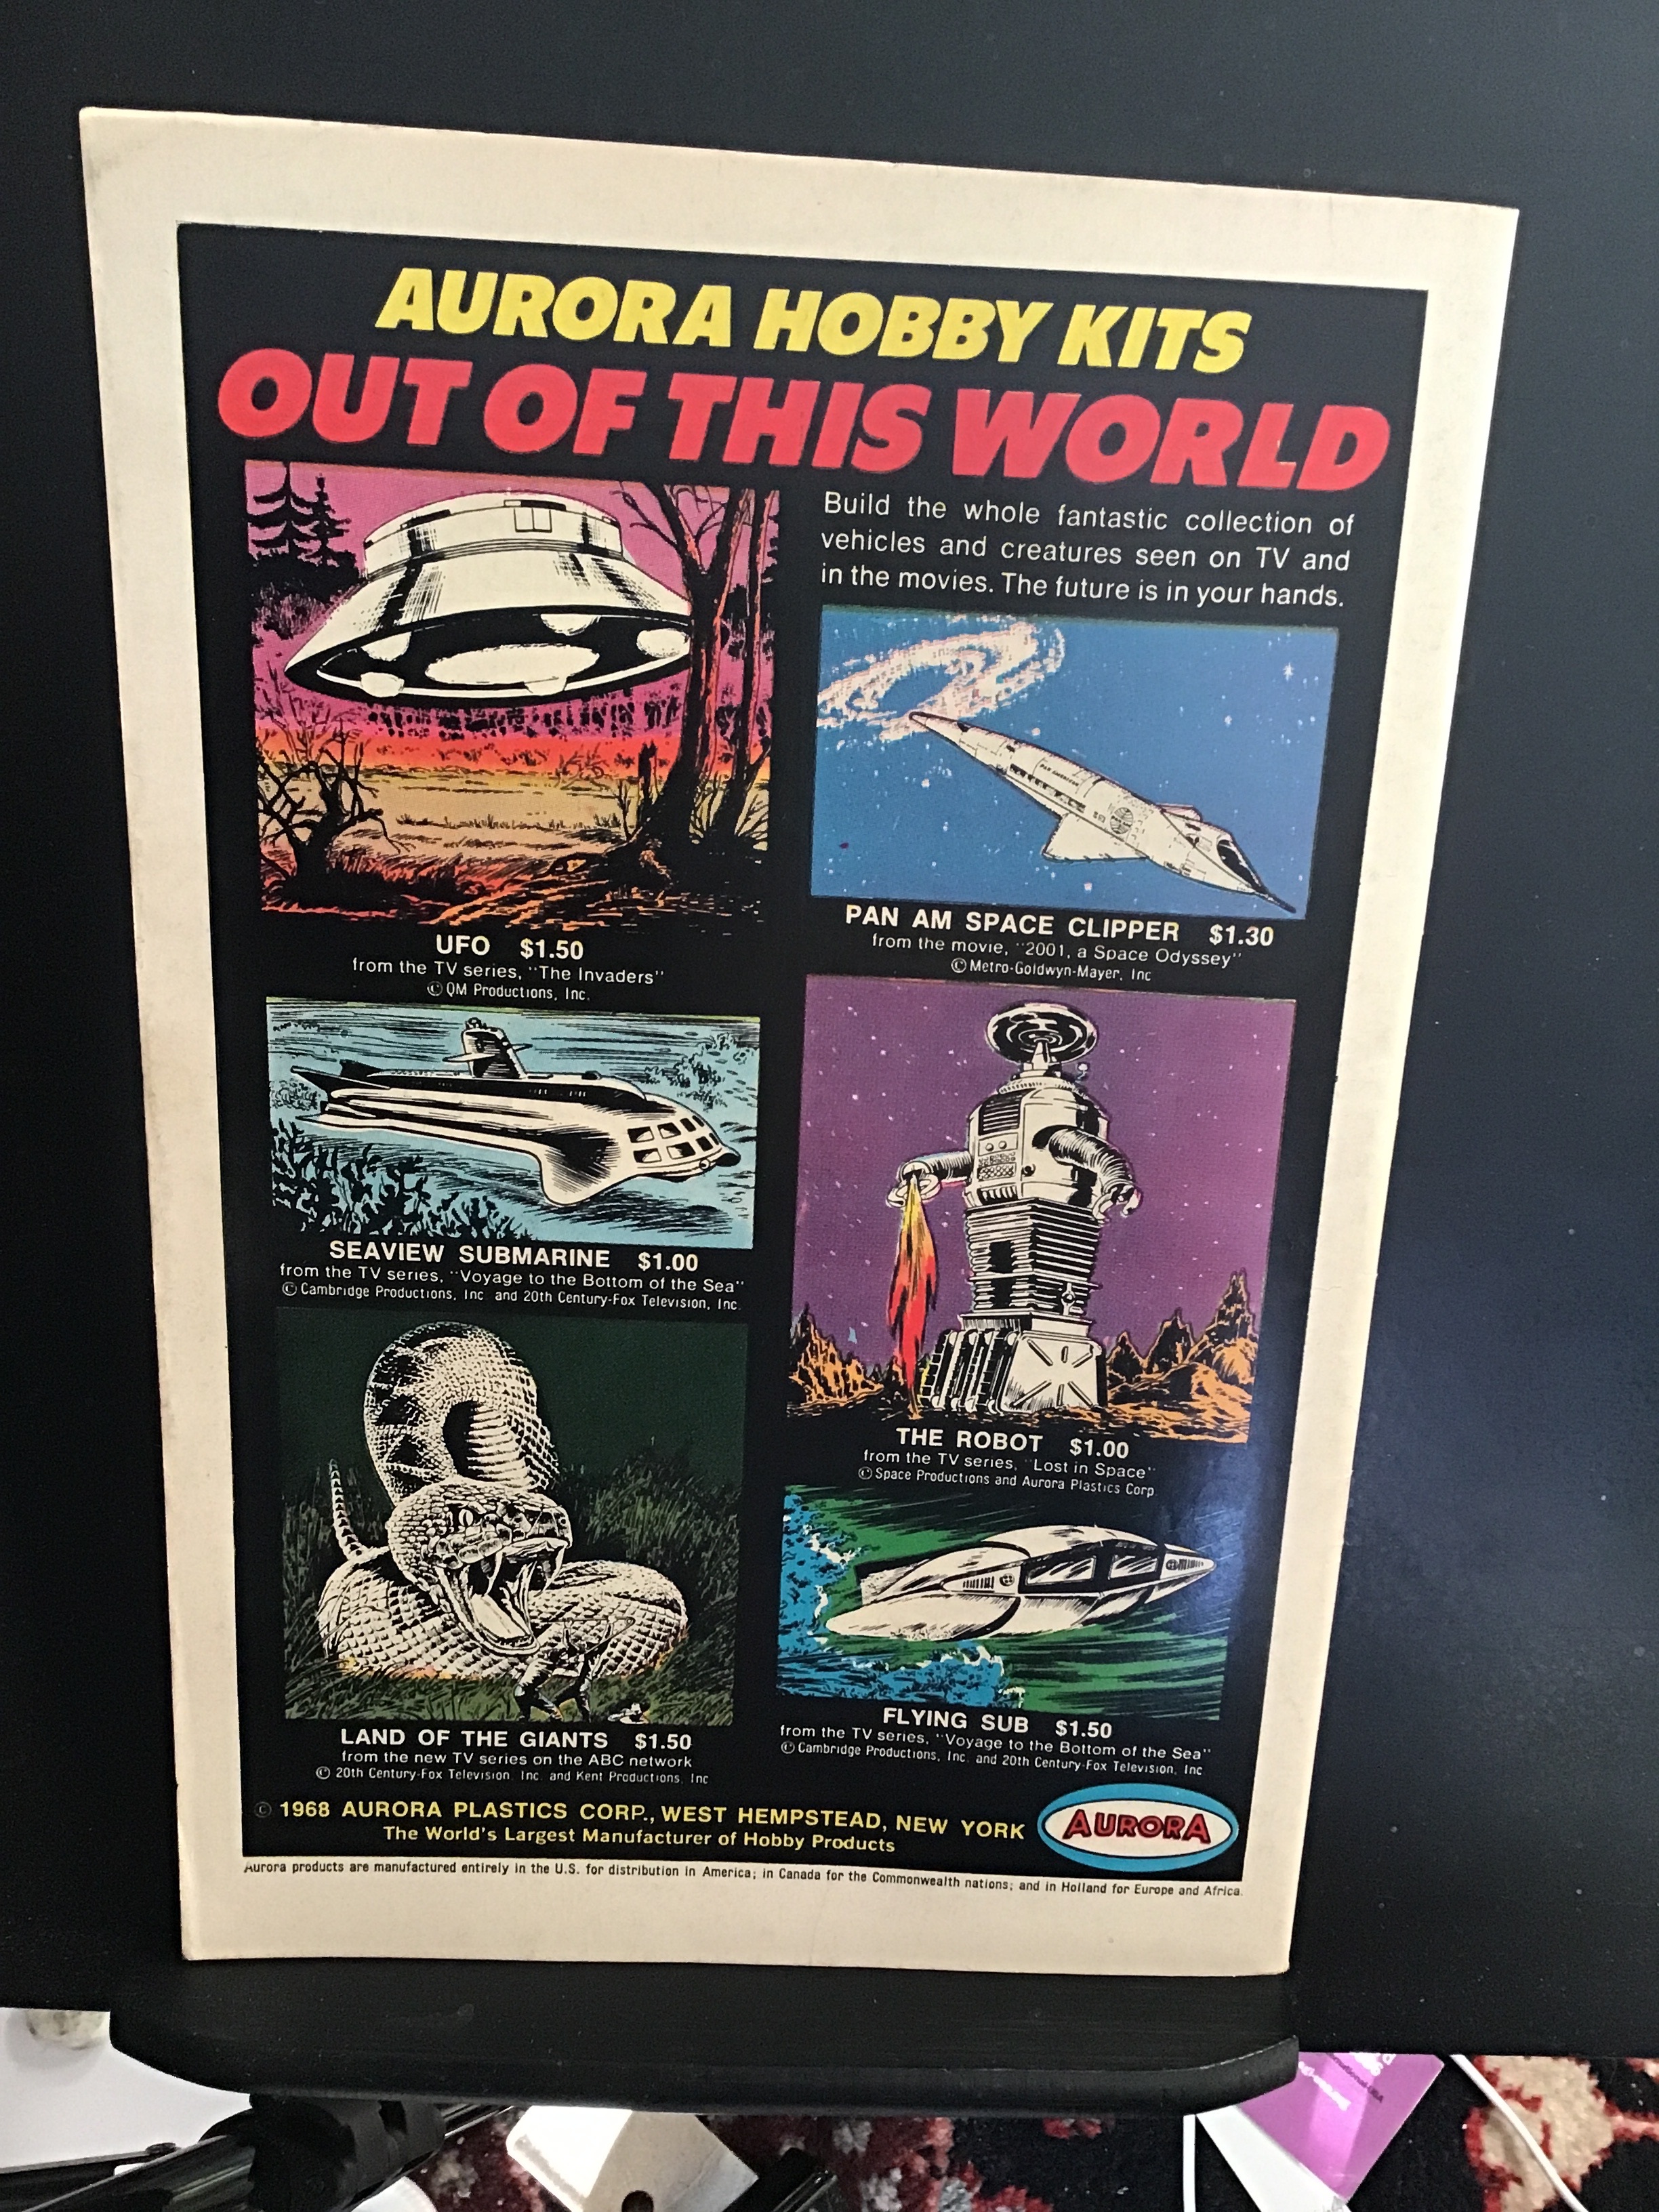 AURORA HOBBY KITS
OUT OF THIS WORLD
Build the whole fantastic collection of
vehicles and creatures seen on TV and
in the movies. The future is in your hands.
UFO $1.50
from the TV series, "The Invaders"
© QM Productions, Inc.
PAN AMERICAN
PAN AM SPACE CLIPPER $1.30
from the movie, "2001, a Space Odyssey"
© Metro-Goldwyn-Mayer, Inc
SEAVIEW SUBMARINE $1.00
from the TV series, "Voyage to the Bottom of the Sea"
© Cambridge Productions, Inc. and 20th Century-Fox Television, Inc.
THE ROBOT $1.00
from the TV series, "Lost in Space"
© Space Productions and Aurora Plastics Corp.
LAND OF THE GIANTS $1.50
from the new TV series on the ABC network
© 20th Century-Fox Television, Inc. and Kent Productions, Inc
FLYING SUB $1.50
from the TV series, "Voyage to the Bottom of the Sea"
© Cambridge Productions, Inc. and 20th Century-Fox Television, Inc
© 1968 AURORA PLASTICS CORP., WEST HEMPSTEAD, NEW YORK
The World's Largest Manufacturer of Hobby Products
AURORA
Aurora products are manufactured entirely in the U.S. for distribution in America; in Canada for the Commonwealth nations; and in Holland for Europe and Africa.